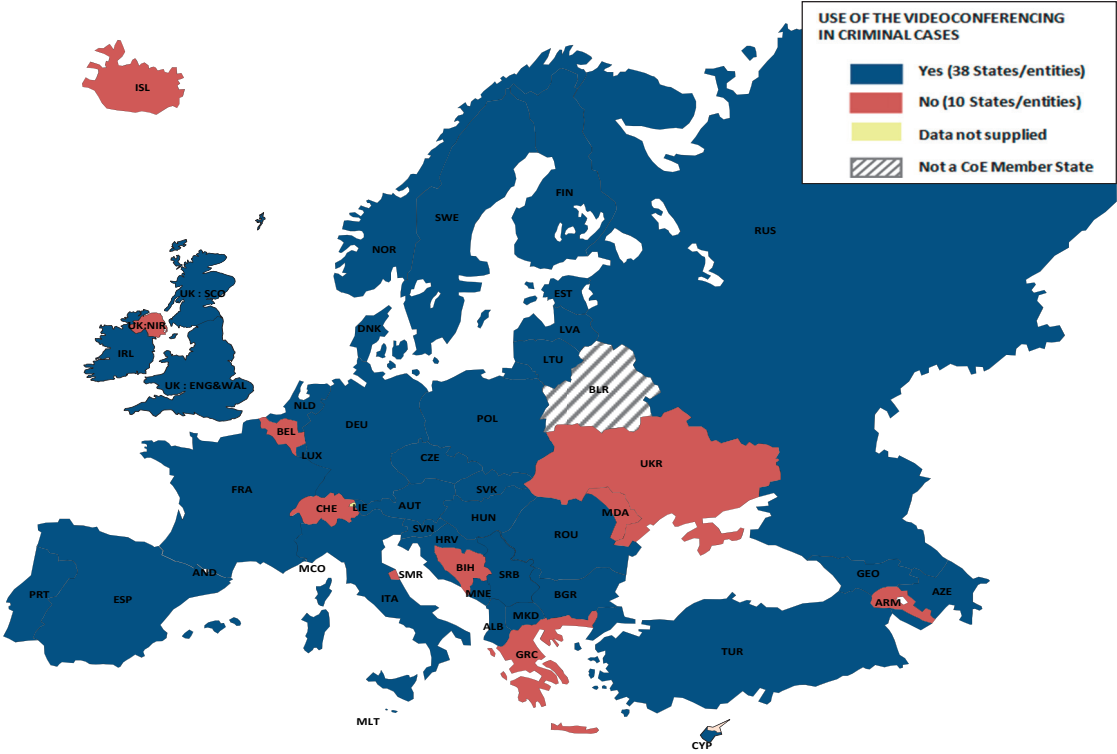 USE OF THE VIDEOCONFERENCING
IN CRIMINAL CASES
Yes (38 States/entities)
No (10 States/entities)
Data not supplied
Not a CoE Member State
ISL
FIN
SWE
RUS
NOR
UK : SCO
EST
UK:NIR
DNK
LVA
IRL
LTU
UK : ENG&WAL
BLR
NLD
POL
DEU
BEL
LUX
CZE
UKR
FRA
SVK
CHE
LIE
AUT
MDA
HUN
SVN
ROU
HRV
MCO
BIH
AND
SMR
SRB
GEO
PRT
ESP
ITA
MNE
BGR
AZE
ARM
MKD
ALB
GRC
TUR
MLT
CYP